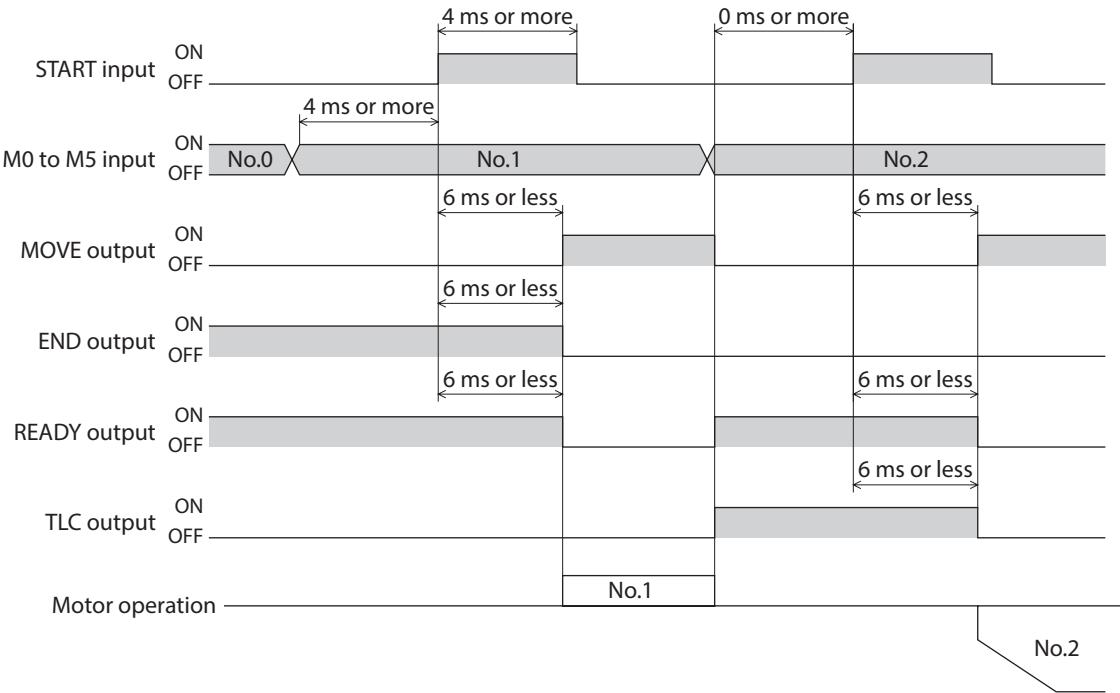 4 ms or more 0 ms or more
START input ON
OFF
4 ms or more
M0 to M5 input ON
OFF
No.0 No.1 No.2
6 ms or less 6 ms or less
MOVE output ON
OFF
6 ms or less
END output ON
OFF
6 ms or less 6 ms or less
READY output ON
OFF
6 ms or less
TLC output ON
OFF
Motor operation No.1
No.2